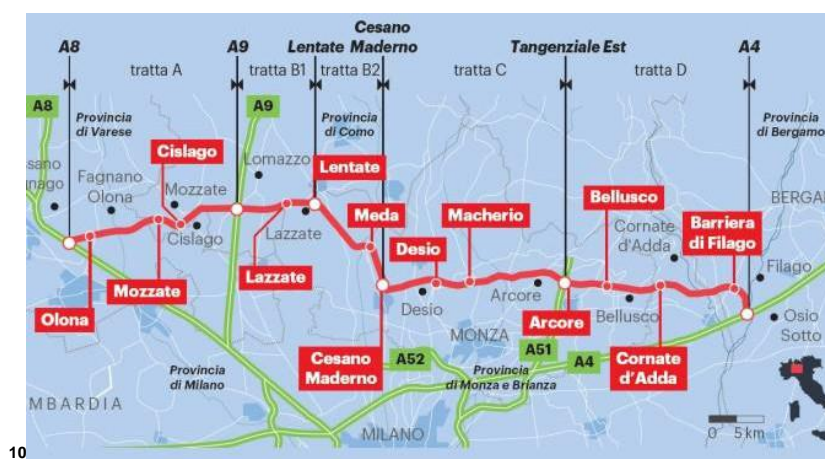 Cesano
A8
A9
Lentate Maderno
Tangenziale Est
A4
tratta A
tratta B1
tratta B2
tratta C
tratta D
A8
A9
Provincia
di Varese
Provincia
di Como
Provincia
di Bergamo
Cislago
Lomazzo
Lentate
Fagnano
Olona
Mozzate
Bellusco
BERGA
Meda
Macherio
Cornate
d'Adda
Barriera
di Filago
Cislago
Lazzate
Desio
Filago
Lazzate
Mozzate
Olona
Desio
Arcore
Arcore
Bellusco
Osio
Sotto
MONZA
Cesano
Maderno
A52
A51
A4
Cornate
d'Adda
Provincia
di Milano
Provincia
di Monza e Brianza
MBARDIA
MILANO
0 5 km
10